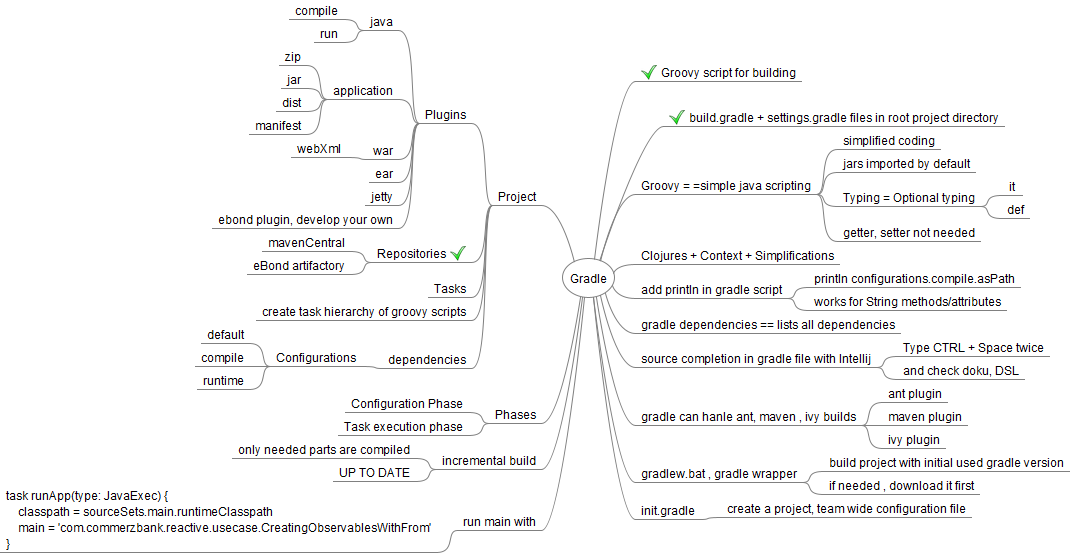 Gradle
Project
Plugins
java
compile
run
application
zip
jar
dist
manifest
war
webXml
ear
jetty
ebond plugin, develop your own
Repositories
mavenCentral
eBond artifactory
Tasks
create task hierarchy of groovy scripts
dependencies
Configurations
default
compile
runtime
Phases
Configuration Phase
Task execution phase
incremental build
only needed parts are compiled
UP TO DATE
run main with
task runApp(type: JavaExec) {
classpath = sourceSets.main.runtimeClasspath
main = 'com.commerzbank.reactive.usecase.CreatingObservablesWithFrom'
}
Groovy script for building
build.gradle + settings.gradle files in root project directory
Groovy = =simple java scripting
simplified coding
jars imported by default
Typing = Optional typing
it
def
getter, setter not needed
Clojures + Context + Simplifications
add println in gradle script
println configurations.compile.asPath
works for String methods/attributes
gradle dependencies == lists all dependencies
source completion in gradle file with Intellij
Type CTRL + Space twice
and check doku, DSL
gradle can hanle ant, maven , ivy builds
ant plugin
maven plugin
ivy plugin
gradlew.bat , gradle wrapper
build project with initial used gradle version
if needed , download it first
init.gradle
create a project, team wide configuration file